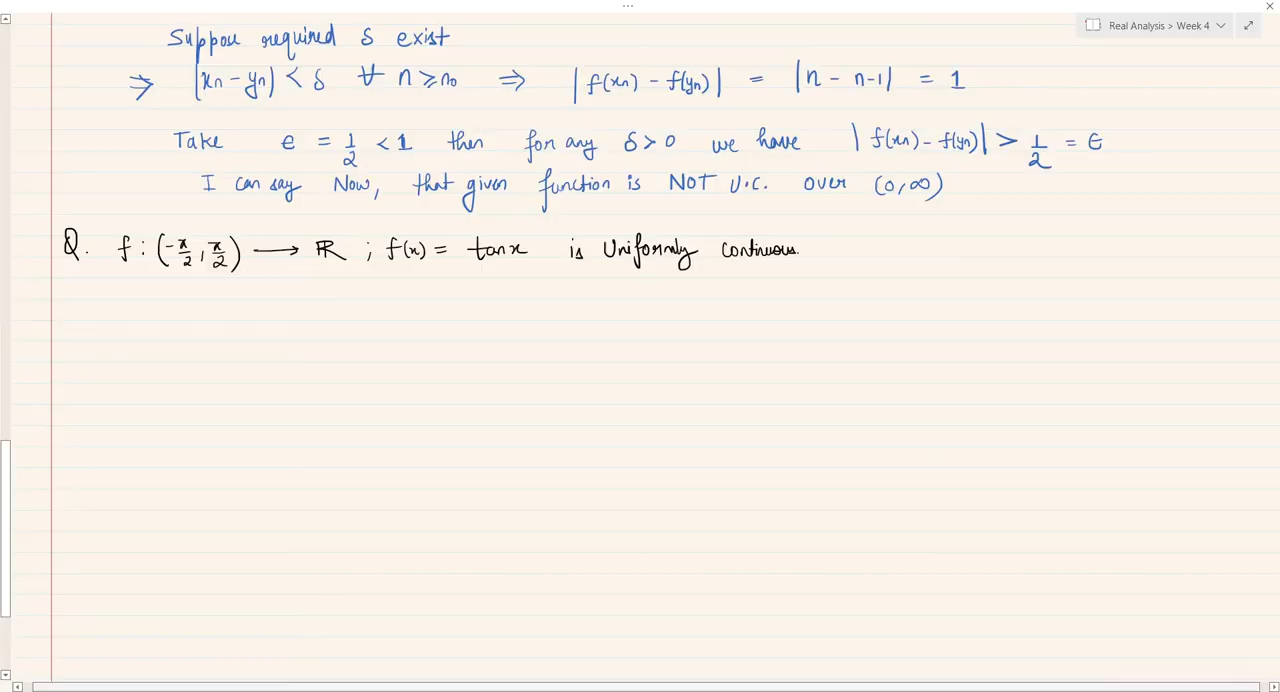 Real Analysis > Week 4
Suppose required δ exist
⇒ |xn - yn| < δ ∀ n ≥ n₀ ⇒ |f(xn) - f(yn)| = |n - n-1| = 1
Take ϵ = 1/2 < 1 then for any δ > 0 we have |f(xn) - f(yn)| > 1/2 = ϵ
I can say Now, that given function is NOT U.C. over (0, ∞)
Q. f : (-π/2, π/2) → ℝ ; f(x) = tanx is Uniformly continuous.